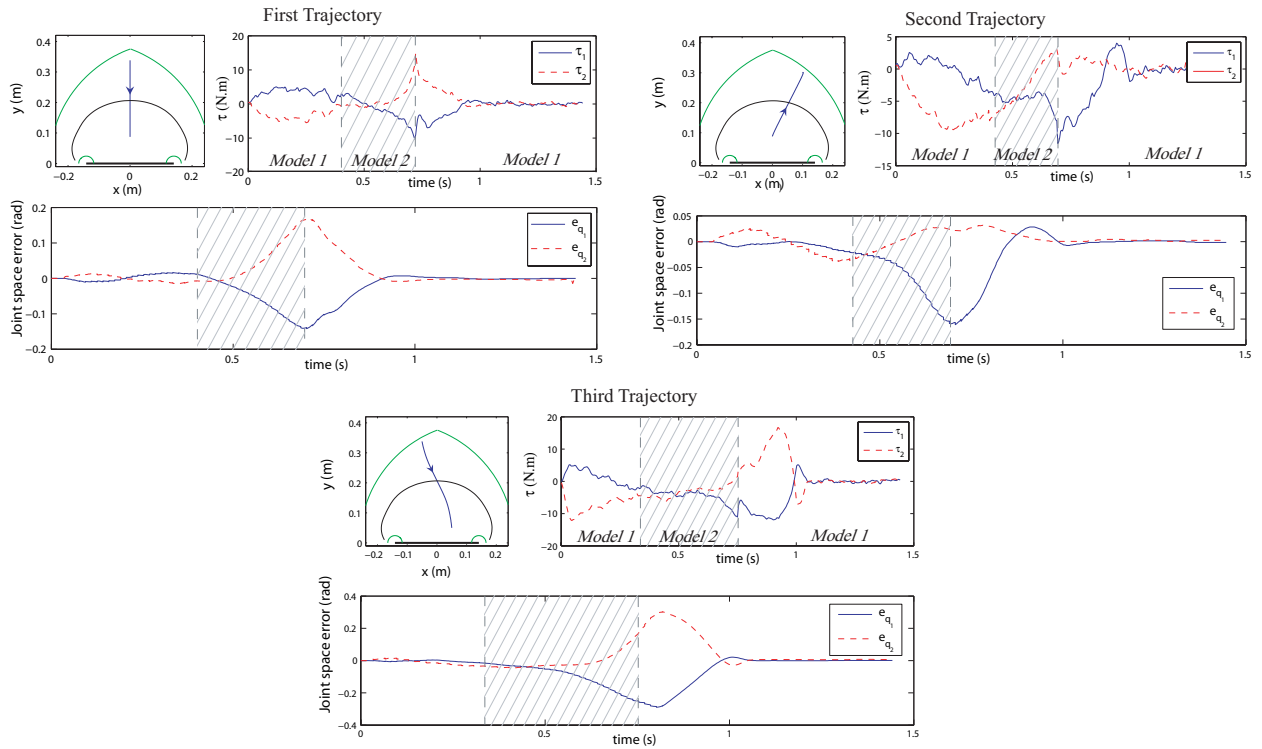 First Trajectory
y (m)
0.4
0.3
0.2
0.1
0
−0.2
0
0.2
x (m)
τ (N.m)
20
10
0
−10
−20
τ1
τ2
Model 1
Model 2
Model 1
0
0.5
1
1.5
time (s)
Joint space error (rad)
0.2
0.1
0
−0.1
−0.2
eq1
eq2
0
0.5
1
1.5
time (s)
Second Trajectory
y (m)
0.4
0.3
0.2
0.1
0
−0.2
0
0.2
x (m)
τ (N.m)
5
0
−5
−10
−15
τ1
τ2
Model 1
Model 2
Model 1
0
0.5
1
1.5
time (s)
Joint space error (rad)
0.05
0
−0.05
−0.1
−0.15
−0.2
eq1
eq2
0
0.5
1
1.5
time (s)
Third Trajectory
y (m)
0.4
0.3
0.2
0.1
0
−0.2
−0.1
0
0.1
0.2
x (m)
τ (N.m)
20
10
0
−10
−20
τ1
τ2
Model 1
Model 2
Model 1
0
0.5
1
1.5
time (s)
Joint space error (rad)
0.4
0.2
0
−0.2
−0.4
eq1
eq2
0
0.5
1
1.5
time (s)